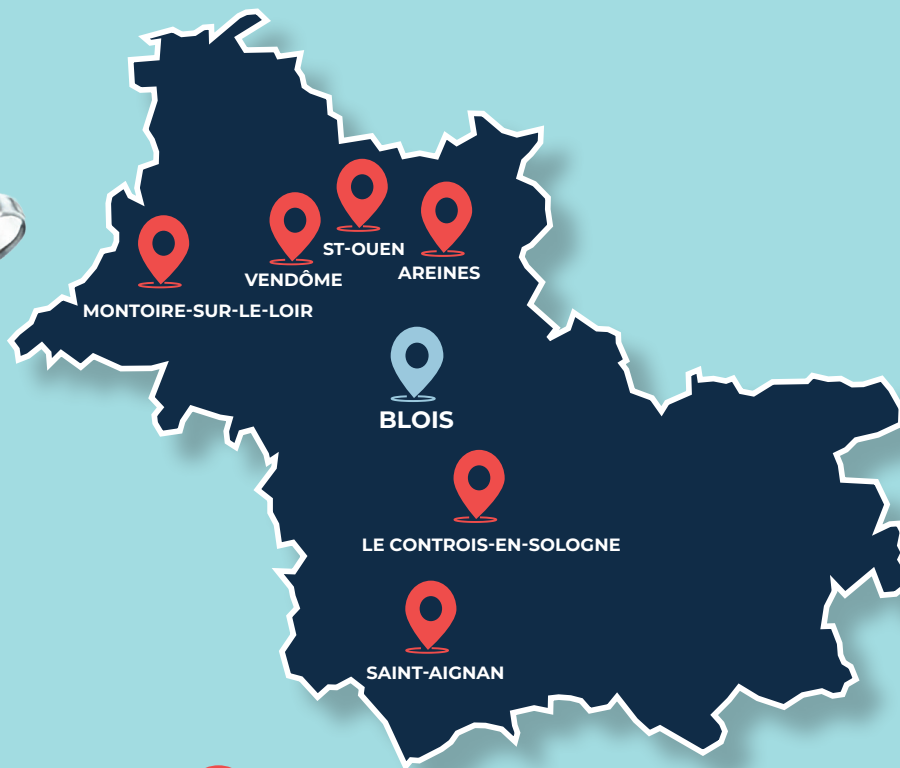 ST-OUEN
AREINES
VENDÔME
MONTOIRE-SUR-LE-LOIR
BLOIS
LE CONTROIS-EN-SOLOGNE
SAINT-AIGNAN